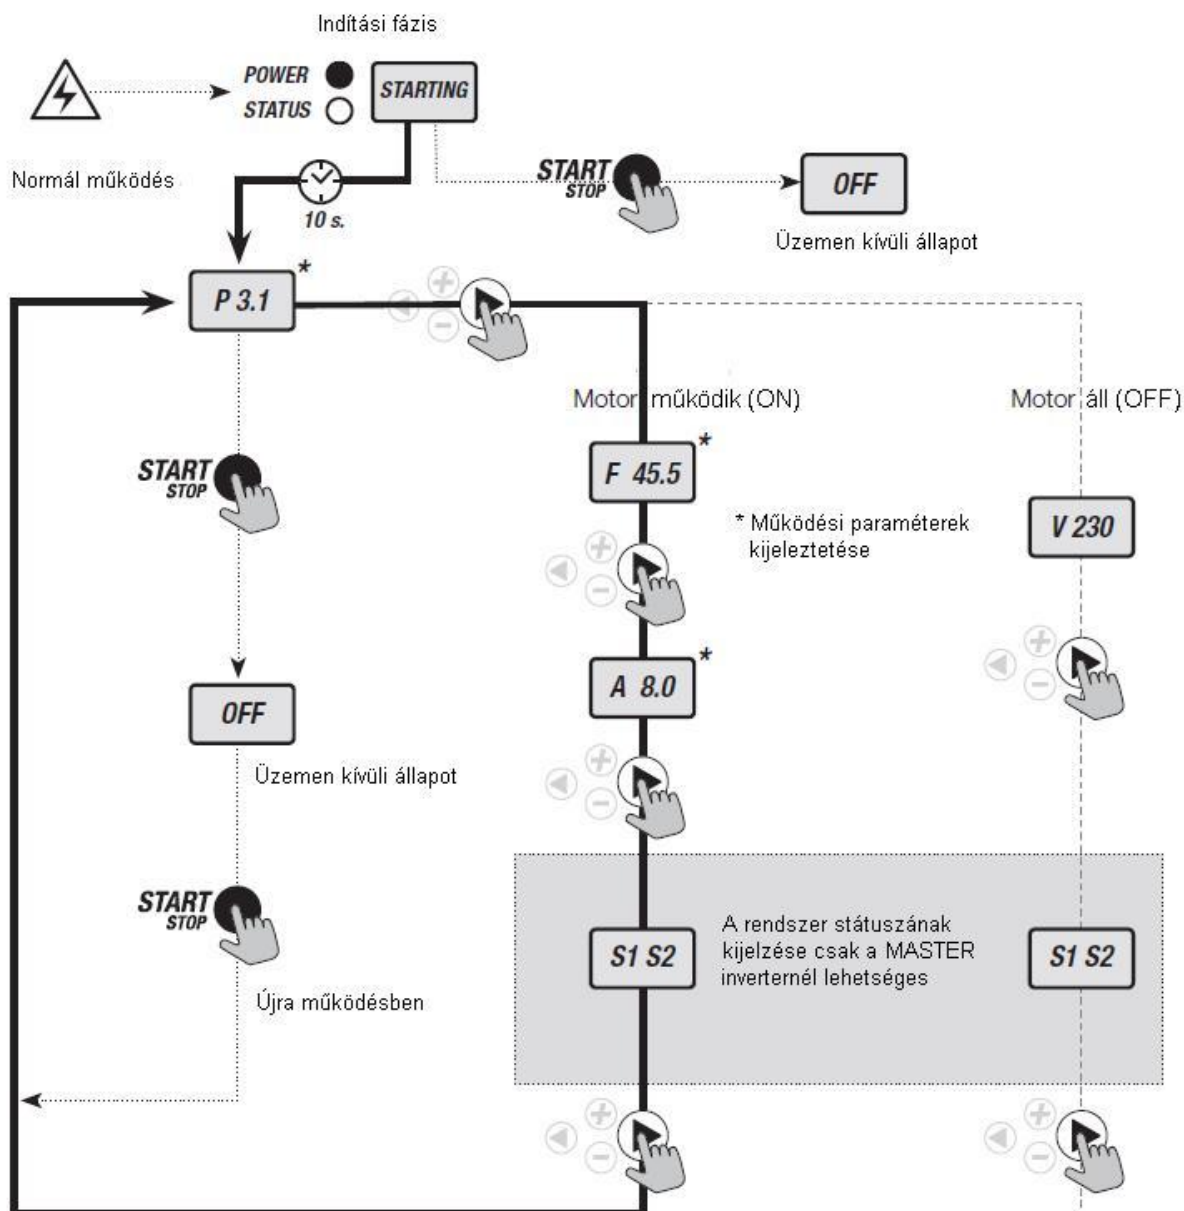 Indítási fázis
POWER
STATUS
STARTING
Normál működés
10 s.
START
STOP
OFF
Üzemen kívüli állapot
P 3.1
*
Motor működik (ON)
Motor áll (OFF)
F 45.5
*
* Működési paraméterek
kijeleztetése
V 230
START
STOP
A 8.0
*
OFF
Üzemen kívüli állapot
START
STOP
A rendszer státuszának
kijelzése csak a MASTER
inverternél lehetséges
S1 S2
S1 S2
Újra működésben